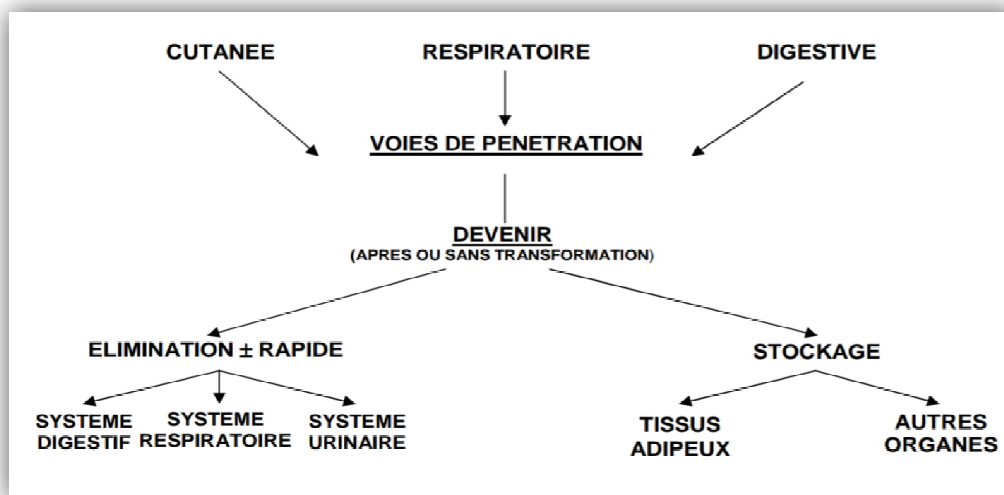 CUTANEE
RESPIRATOIRE
DIGESTIVE
VOIES DE PENETRATION
DEVENIR
(APRES OU SANS TRANSFORMATION)
ELIMINATION ± RAPIDE
STOCKAGE
SYSTEME
DIGESTIF
SYSTEME
RESPIRATOIRE
SYSTEME
URINAIRE
TISSUS
ADIPEUX
AUTRES
ORGANES